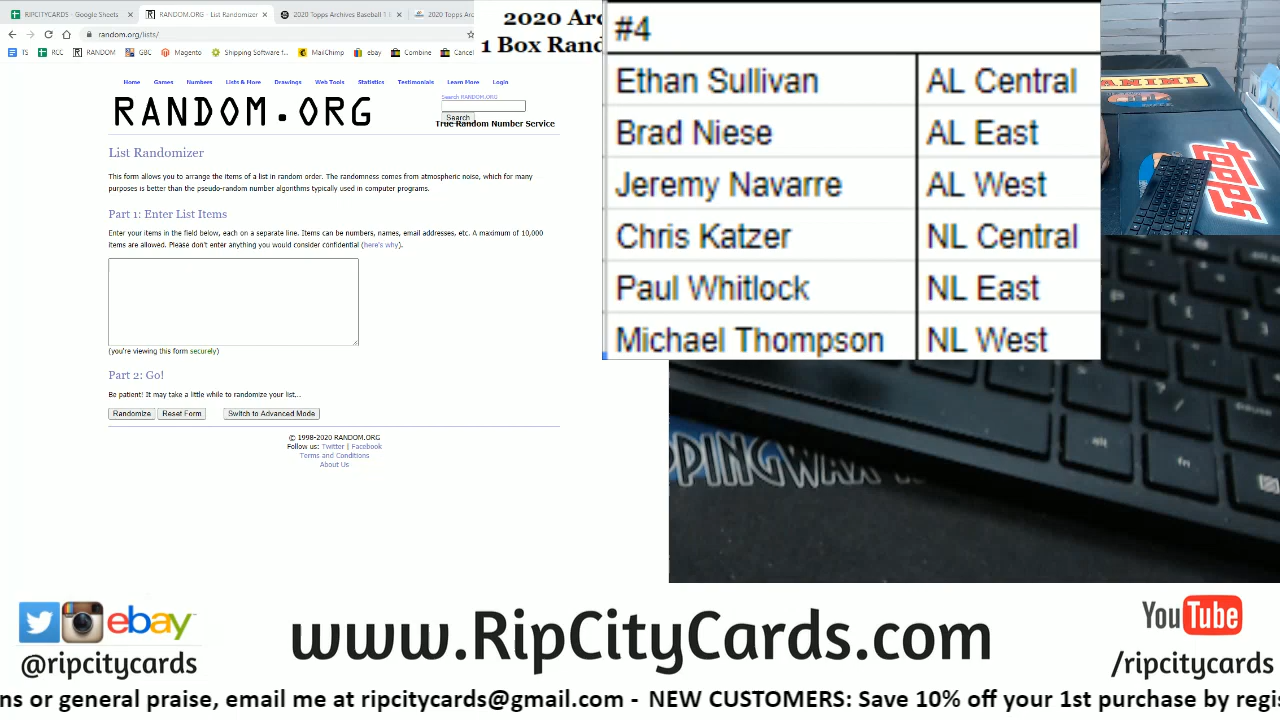 RIPCITYCARDS - Google Sheets
RANDOM.ORG - List Randomizer
2020 Topps Archives Baseball 1
2020 Topps Arc
random.org/lists/
TS
RCC
RANDOM
GBC
Magento
Shipping Software f...
MailChimp
ebay
Combine
Cancel
2020 Arc
1 Box Rand
Home Games Numbers Lists & More Drawings Web Tools Statistics Testimonials Learn More Login
RANDOM.ORG
Search RANDOM.ORG
Search
True Random Number Service
List Randomizer
This form allows you to arrange the items of a list in random order. The randomness comes from atmospheric noise, which for many
purposes is better than the pseudo-random number algorithms typically used in computer programs.
Part 1: Enter List Items
Enter your items in the field below, each on a separate line. Items can be numbers, names, email addresses, etc. A maximum of 10,000
items are allowed. Please don't enter anything you would consider confidential (here's why).
(you're viewing this form securely)
Part 2: Go!
Be patient! It may take a little while to randomize your list...
Randomize Reset Form Switch to Advanced Mode
© 1998-2020 RANDOM.ORG
Follow us: Twitter | Facebook
Terms and Conditions
About Us
#4
Ethan Sullivan AL Central
Brad Niese AL East
Jeremy Navarre AL West
Chris Katzer NL Central
Paul Whitlock NL East
Michael Thompson NL West
PANINI
topps
PPINGWAX
alt
fn
pause
ebay
@ripcitycards
www.RipCityCards.com
YouTube
/ripcitycards
ns or general praise, email me at ripcitycards@gmail.com - NEW CUSTOMERS: Save 10% off your 1st purchase by regis